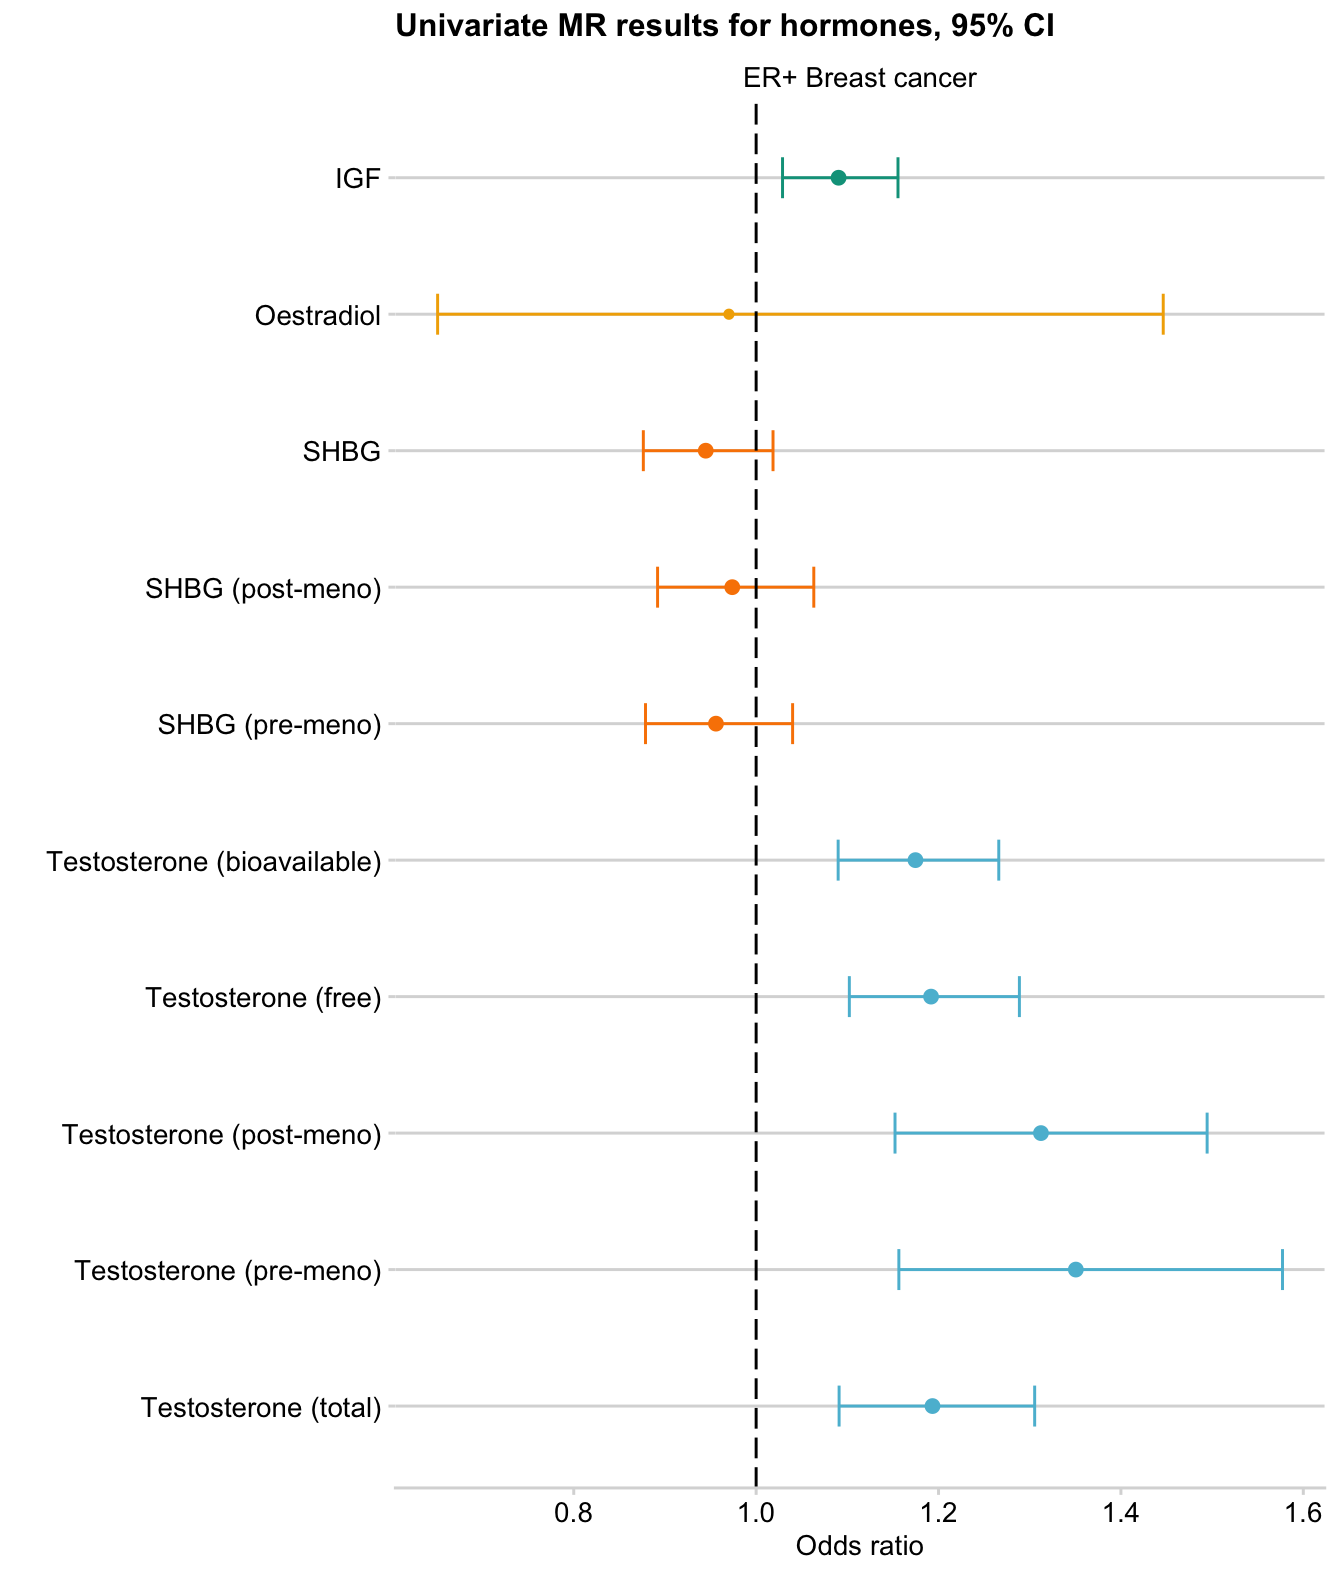 Univariate MR results for hormones, 95% CI
ER+ Breast cancer
IGF
Oestradiol
SHBG
SHBG (post-meno)
SHBG (pre-meno)
Testosterone (bioavailable)
Testosterone (free)
Testosterone (post-meno)
Testosterone (pre-meno)
Testosterone (total)
0.8 1.0 1.2 1.4 1.6
Odds ratio